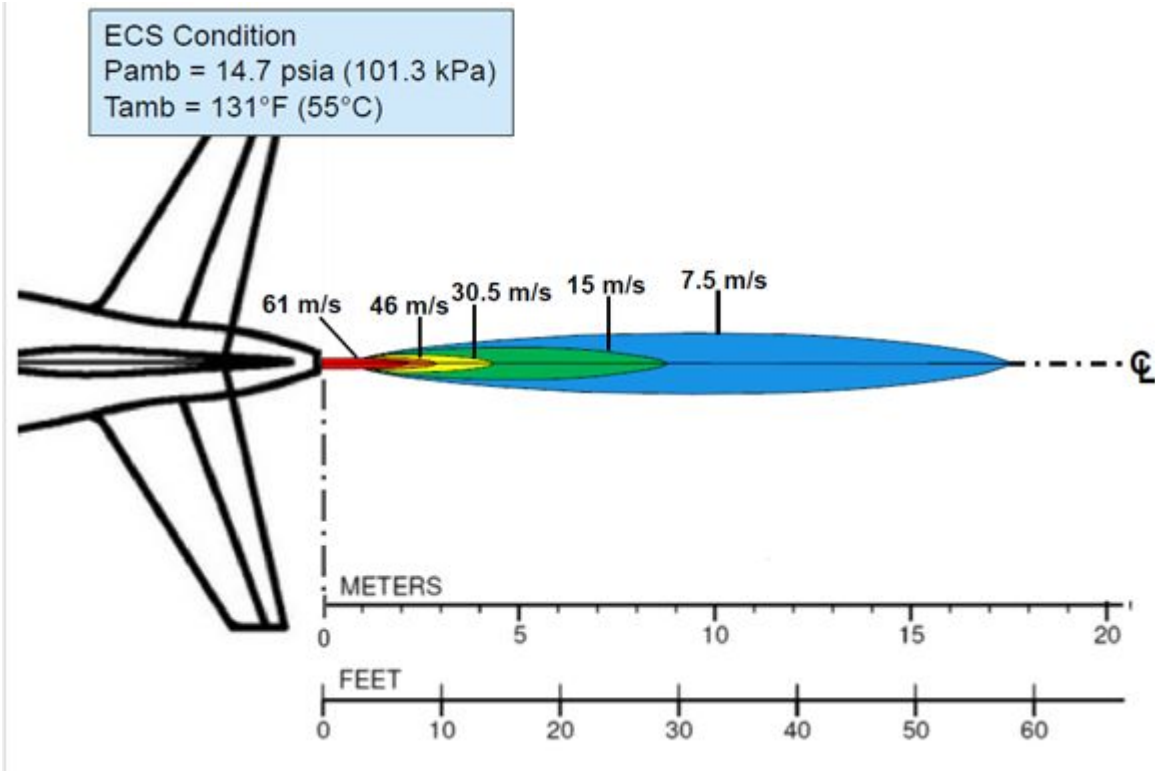 ECS Condition
Pamb = 14.7 psia (101.3 kPa)
Tamb = 131°F (55°C)
61 m/s 46 m/s 30.5 m/s 15 m/s 7.5 m/s
℄
METERS
0 5 10 15 20
FEET
0 10 20 30 40 50 60